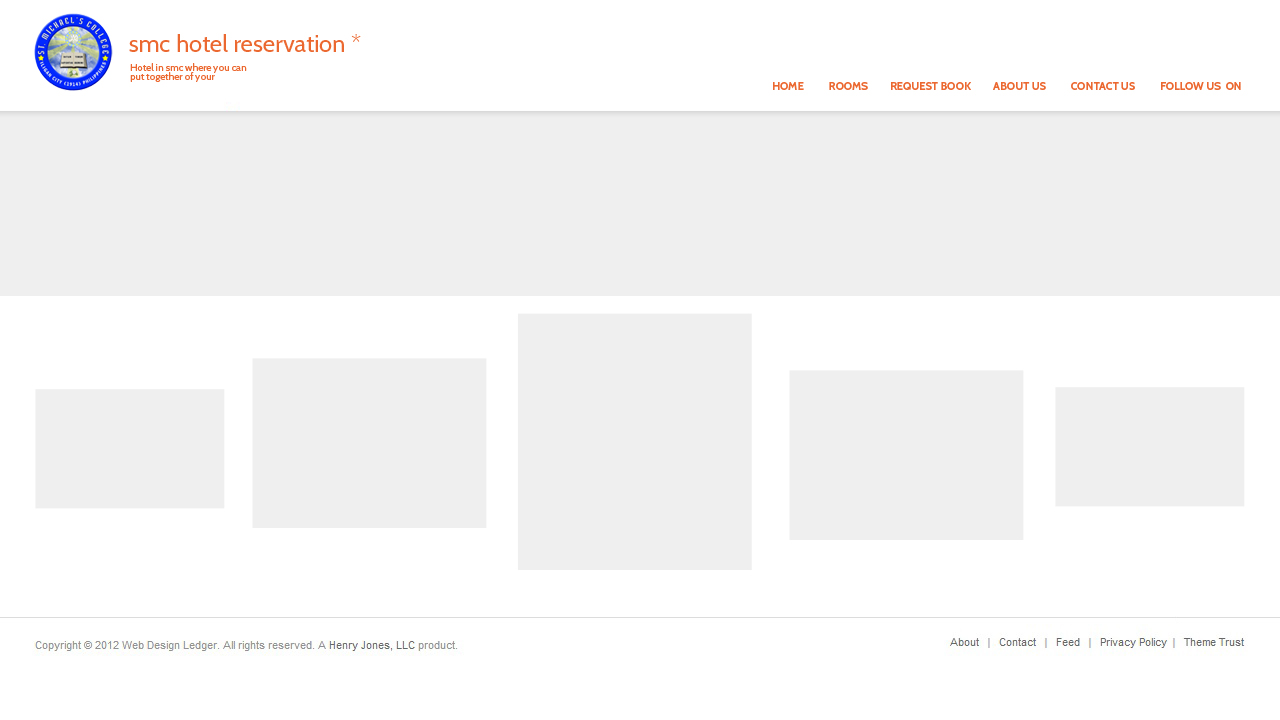 ST. MICHAEL'S COLLEGE
ILIGAN CITY (1914) PHILIPPINES
smc hotel reservation *
Hotel in smc where you can
put together of your
HOME ROOMS REQUEST BOOK ABOUT US CONTACT US FOLLOW US ON
Copyright © 2012 Web Design Ledger. All rights reserved. A Henry Jones, LLC product.
About | Contact | Feed | Privacy Policy | Theme Trust